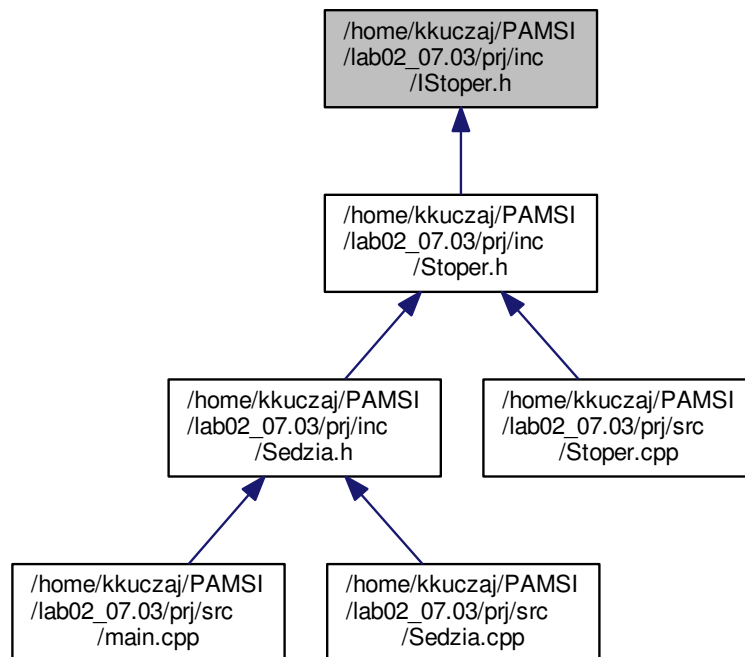 /home/kkuczaj/PAMSI
/lab02_07.03/prj/inc
/IStoper.h
/home/kkuczaj/PAMSI
/lab02_07.03/prj/inc
/Stoper.h
/home/kkuczaj/PAMSI
/lab02_07.03/prj/inc
/Sedzia.h
/home/kkuczaj/PAMSI
/lab02_07.03/prj/src
/Stoper.cpp
/home/kkuczaj/PAMSI
/lab02_07.03/prj/src
/main.cpp
/home/kkuczaj/PAMSI
/lab02_07.03/prj/src
/Sedzia.cpp